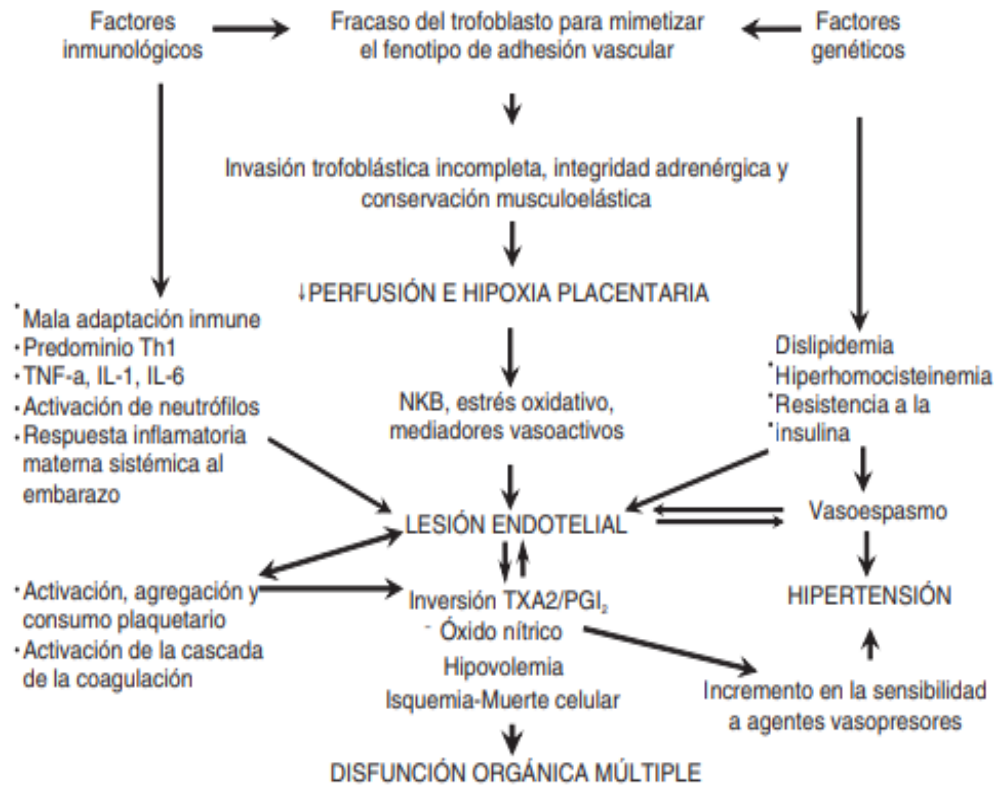 Factores
inmunológicos
Fracaso del trofoblasto para mimetizar
el fenotipo de adhesión vascular
Factores
genéticos
Invasión trofoblástica incompleta, integridad adrenérgica y
conservación musculoelástica
↓PERFUSIÓN E HIPOXIA PLACENTARIA
• Mala adaptación inmune
• Predominio Th1
• TNF-a, IL-1, IL-6
• Activación de neutrófilos
• Respuesta inflamatoria
materna sistémica al
embarazo
NKB, estrés oxidativo,
mediadores vasoactivos
Dislipidemia
• Hiperhomocisteinemia
• Resistencia a la
• insulina
LESIÓN ENDOTELIAL
Vasoespasmo
HIPERTENSIÓN
• Activación, agregación y
consumo plaquetario
• Activación de la cascada
de la coagulación
Inversión TXA2/PGI₂
- Óxido nítrico
Hipovolemia
Isquemia-Muerte celular
Incremento en la sensibilidad
a agentes vasopresores
DISFUNCIÓN ORGÁNICA MÚLTIPLE